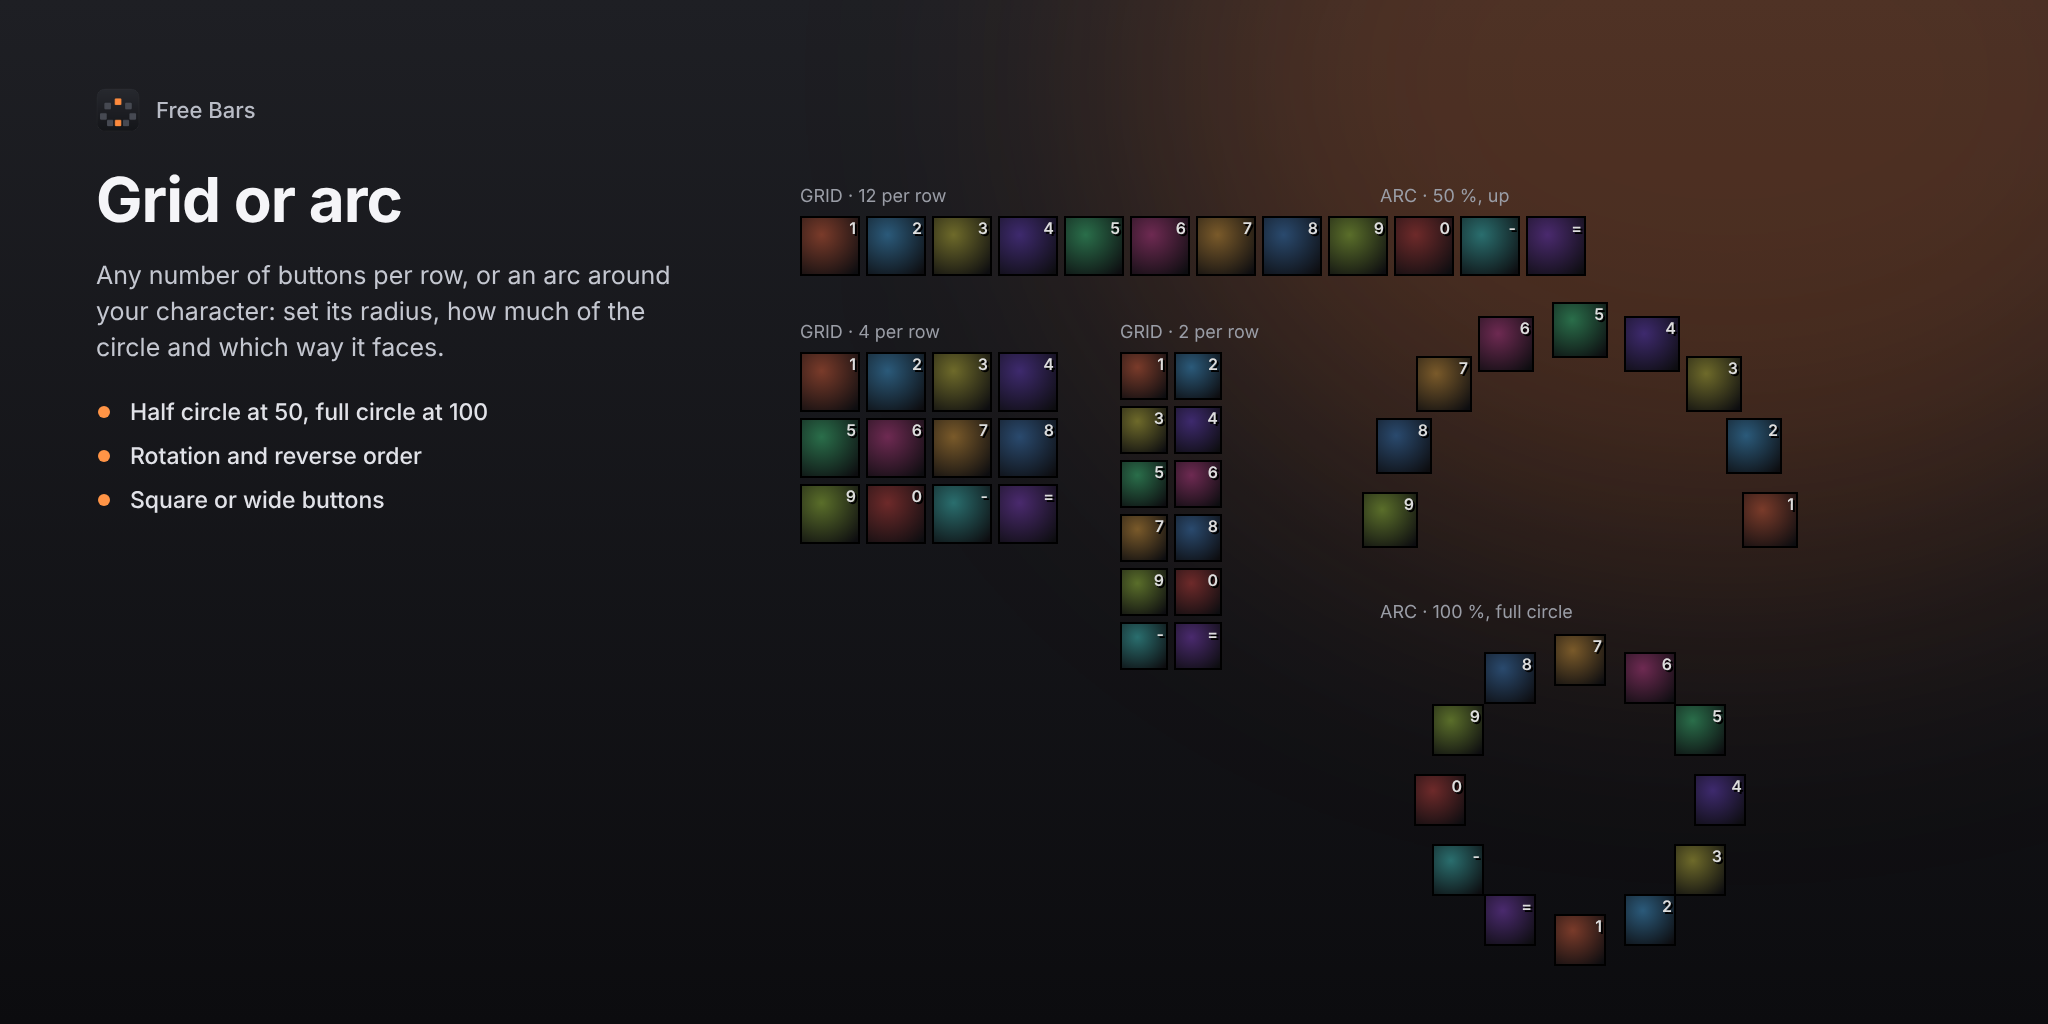 Free Bars
Grid or arc
Any number of buttons per row, or an arc around
your character: set its radius, how much of the
circle and which way it faces.
Half circle at 50, full circle at 100
Rotation and reverse order
Square or wide buttons
GRID · 12 per row
1 2 3 4 5 6 7 8 9 0 - =
GRID · 4 per row
1 2 3 4
5 6 7 8
9 0 - =
GRID · 2 per row
1 2
3 4
5 6
7 8
9 0
- =
ARC · 50 %, up
5
6 4
7 3
8 2
9 1
ARC · 100 %, full circle
7
8 6
9 5
0 4
- 3
= 2
1